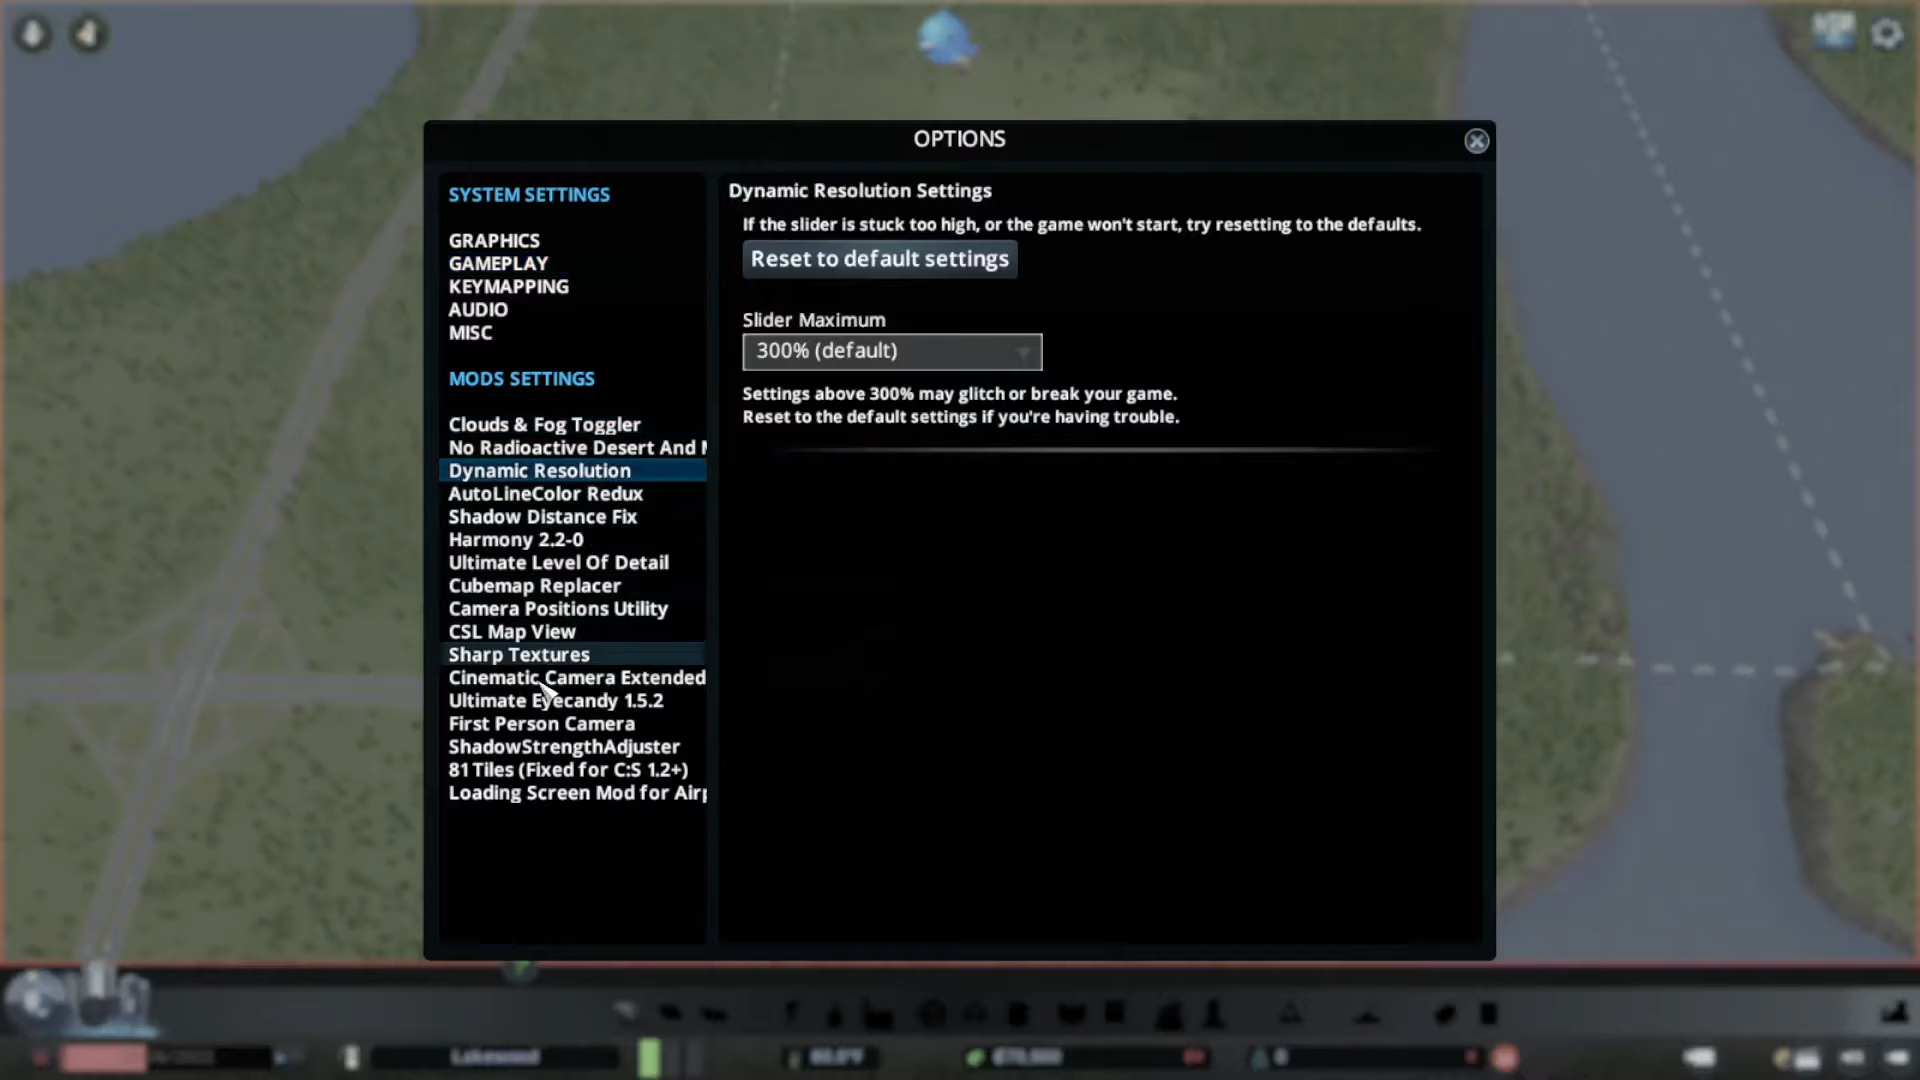 OPTIONS
SYSTEM SETTINGS
GRAPHICS
GAMEPLAY
KEYMAPPING
AUDIO
MISC
MODS SETTINGS
Clouds & Fog Toggler
No Radioactive Desert And
Dynamic Resolution
AutoLineColor Redux
Shadow Distance Fix
Harmony 2.2-0
Ultimate Level Of Detail
Cubemap Replacer
Camera Positions Utility
CSL Map View
Sharp Textures
Cinematic Camera Extended
Ultimate Eyecandy 1.5.2
First Person Camera
ShadowStrengthAdjuster
81 Tiles (Fixed for C:S 1.2+)
Loading Screen Mod for Airp
Dynamic Resolution Settings
If the slider is stuck too high, or the game won't start, try resetting to the defaults.
Reset to default settings
Slider Maximum
300% (default)
Settings above 300% may glitch or break your game.
Reset to the default settings if you're having trouble.
Lakewood